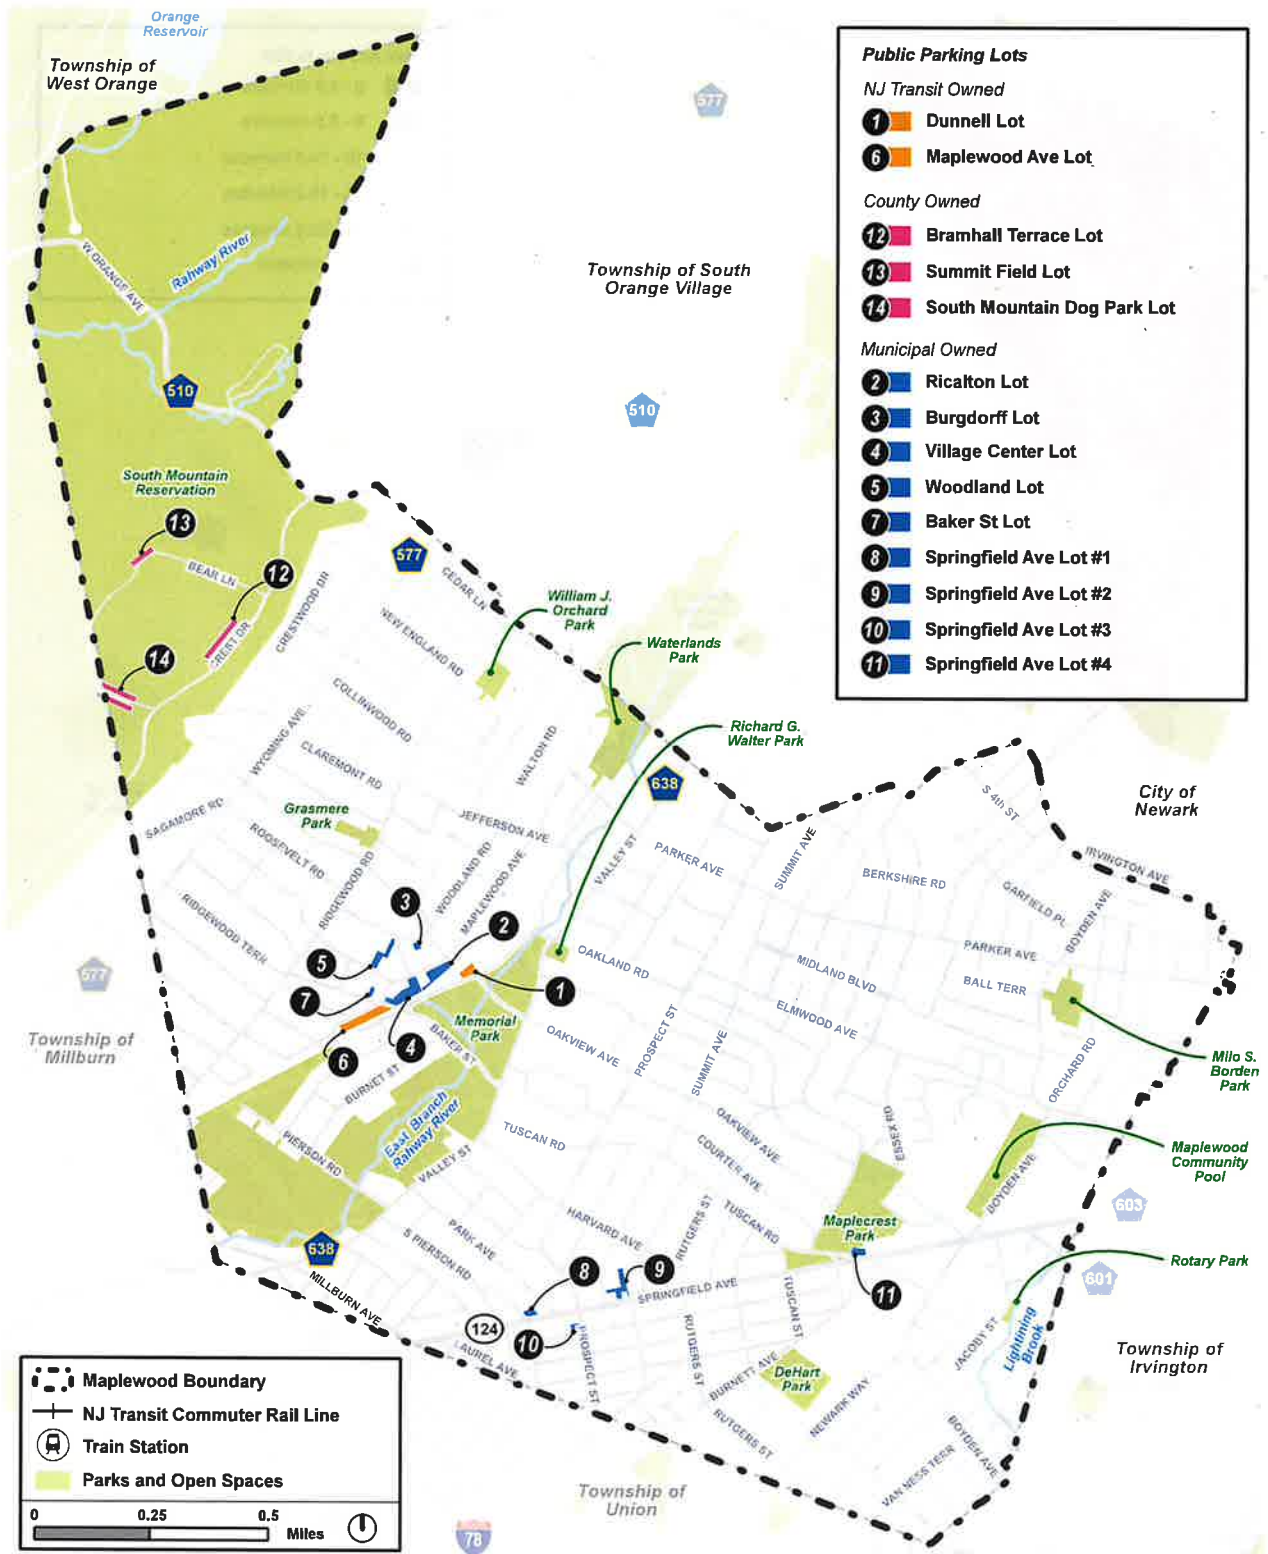 Orange
Reservoir
Township of
West Orange
577
Township of South
Orange Village
510
W ORANGE AVE
Rahway River
510
South Mountain
Reservation
13
BEAR LN
12
CREST DR
CRESTWOOD DR
14
577
CEDAR LN
NEW ENGLAND RD
William J.
Orchard
Park
Waterlands
Park
Richard G.
Walter Park
638
COLLINWOOD RD
WYOMING AVE
CLAREMONT RD
WALTON RD
SAGAMORE RD
Grasmere
Park
ROOSEVELT RD
RIDGEWOOD RD
JEFFERSON AVE
WOODLAND RD
MAPLEWOOD AVE
VALLEY ST
PARKER AVE
SUMMIT AVE
BERKSHIRE RD
S 4th ST
City of
Newark
IRVINGTON AVE
GARFIELD PL
BOYDEN AVE
PARKER AVE
BALL TERR
RIDGEWOOD TERR
3
2
5
7
1
6
4
Memorial
Park
BAKER ST
BURNET ST
OAKLAND RD
MIDLAND BLVD
ELMWOOD AVE
OAKVIEW AVE
PROSPECT ST
SUMMIT AVE
577
Township of
Millburn
East Branch
Rahway River
PIERSON RD
VALLEY ST
TUSCAN RD
OAKVIEW AVE
COURTER AVE
TUSCAN RD
ESSEX RD
ORCHARD RD
Milo S.
Borden
Park
Maplewood
Community
Pool
BOYDEN AVE
603
Maplecrest
Park
638
MILLBURN AVE
S PIERSON RD
PARK AVE
HARVARD AVE
RUTGERS ST
8
9
SPRINGFIELD AVE
11
601
Rotary Park
124
10
LAUREL AVE
PROSPECT ST
RUTGERS ST
TUSCAN ST
BURNETT AVE
DeHart
Park
RUTGERS ST
NEWARK WAY
JACOBY ST
Lightning
Brook
Township of
Irvington
BOYDEN AVE
VAN NESS TERR
Township of
Union
78
Public Parking Lots
NJ Transit Owned
1 Dunnell Lot
6 Maplewood Ave Lot
County Owned
12 Bramhall Terrace Lot
13 Summit Field Lot
14 South Mountain Dog Park Lot
Municipal Owned
2 Ricalton Lot
3 Burgdorff Lot
4 Village Center Lot
5 Woodland Lot
7 Baker St Lot
8 Springfield Ave Lot #1
9 Springfield Ave Lot #2
10 Springfield Ave Lot #3
11 Springfield Ave Lot #4
Maplewood Boundary
NJ Transit Commuter Rail Line
Train Station
Parks and Open Spaces
0 0.25 0.5
Miles